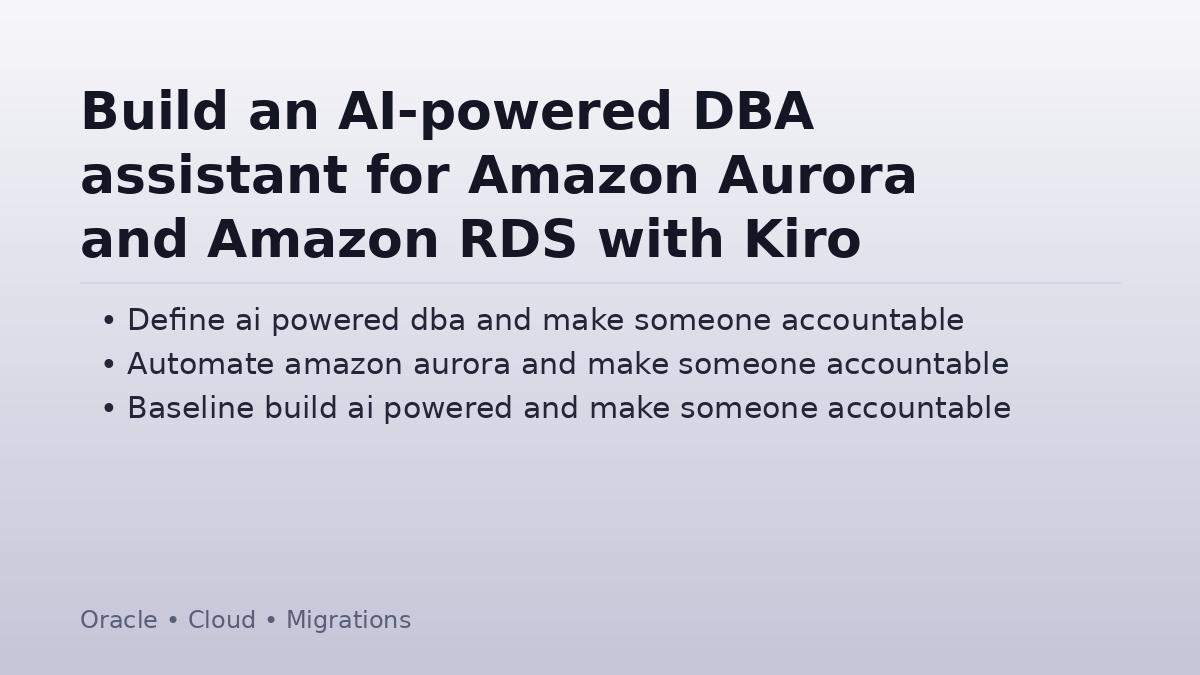 Build an AI-powered DBA
assistant for Amazon Aurora
and Amazon RDS with Kiro
• Define ai powered dba and make someone accountable
• Automate amazon aurora and make someone accountable
• Baseline build ai powered and make someone accountable
Oracle • Cloud • Migrations